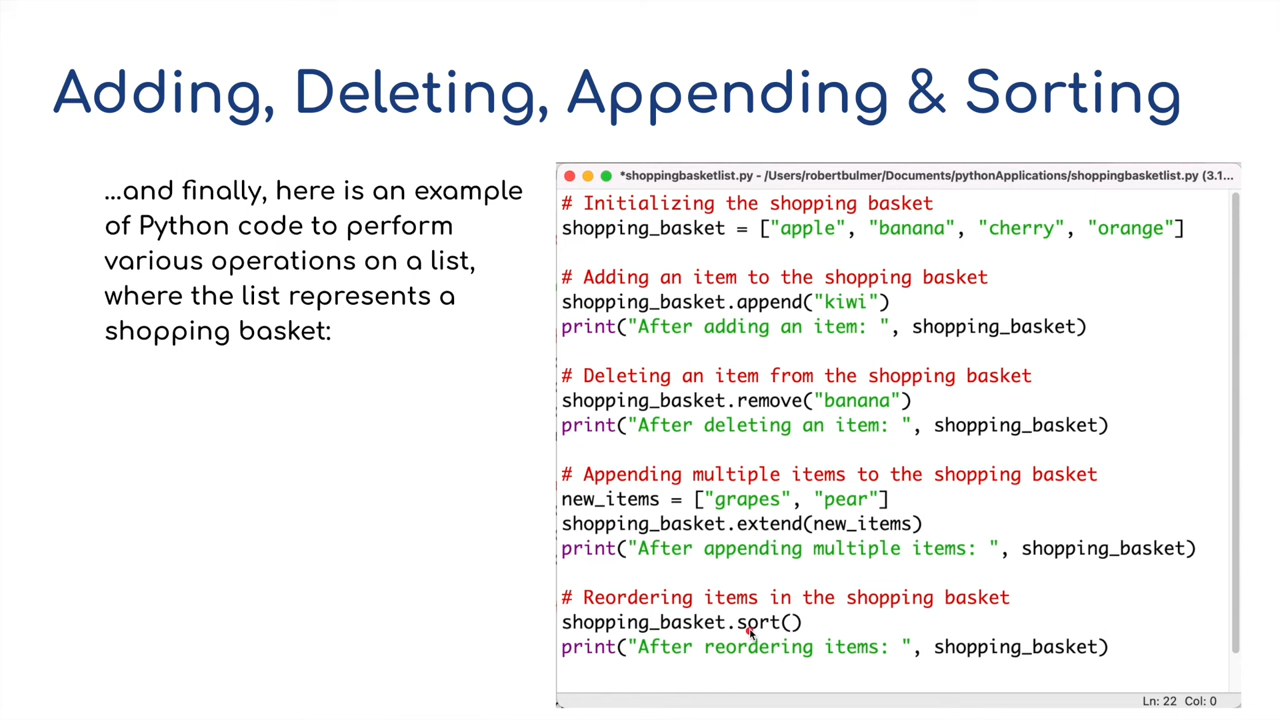 Adding, Deleting, Appending & Sorting
...and finally, here is an example
of Python code to perform
various operations on a list,
where the list represents a
shopping basket:
*shoppingbasketlist.py - /Users/robertbulmer/Documents/pythonApplications/shoppingbasketlist.py (3.1...
# Initializing the shopping basket
shopping_basket = ["apple", "banana", "cherry", "orange"]
# Adding an item to the shopping basket
shopping_basket.append("kiwi")
print("After adding an item: ", shopping_basket)
# Deleting an item from the shopping basket
shopping_basket.remove("banana")
print("After deleting an item: ", shopping_basket)
# Appending multiple items to the shopping basket
new_items = ["grapes", "pear"]
shopping_basket.extend(new_items)
print("After appending multiple items: ", shopping_basket)
# Reordering items in the shopping basket
shopping_basket.sort()
print("After reordering items: ", shopping_basket)
Ln: 22 Col: 0